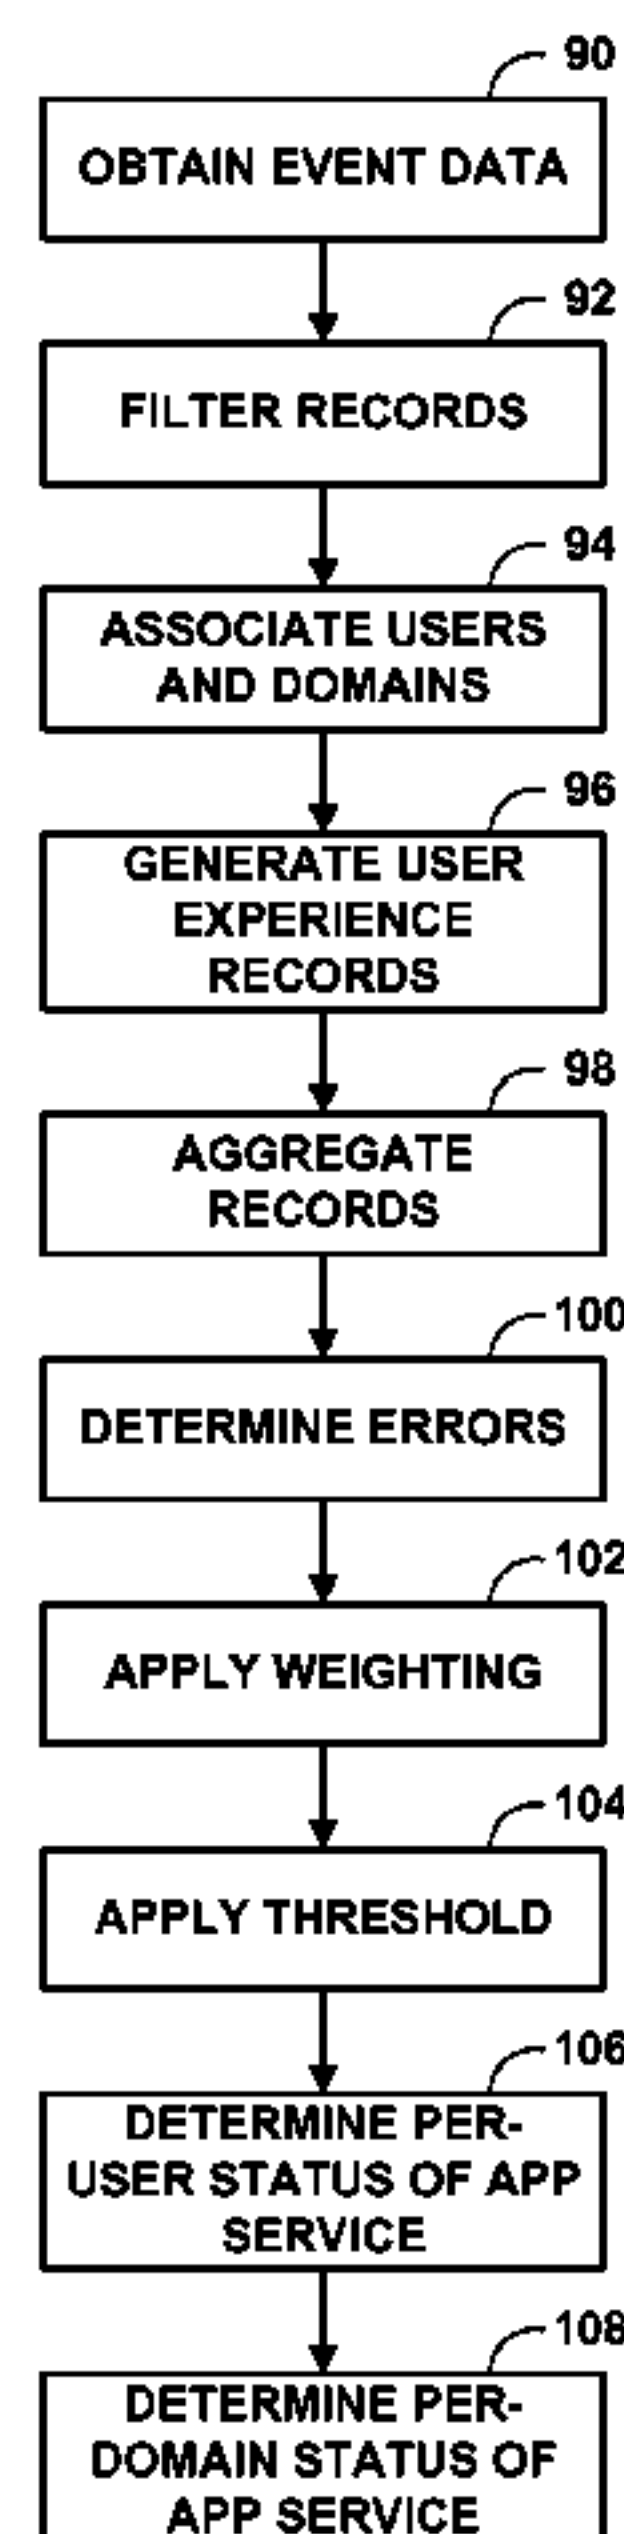 90
OBTAIN EVENT DATA
92
FILTER RECORDS
94
ASSOCIATE USERS
AND DOMAINS
96
GENERATE USER
EXPERIENCE
RECORDS
98
AGGREGATE
RECORDS
100
DETERMINE ERRORS
102
APPLY WEIGHTING
104
APPLY THRESHOLD
106
DETERMINE PER-
USER STATUS OF APP
SERVICE
108
DETERMINE PER-
DOMAIN STATUS OF
APP SERVICE